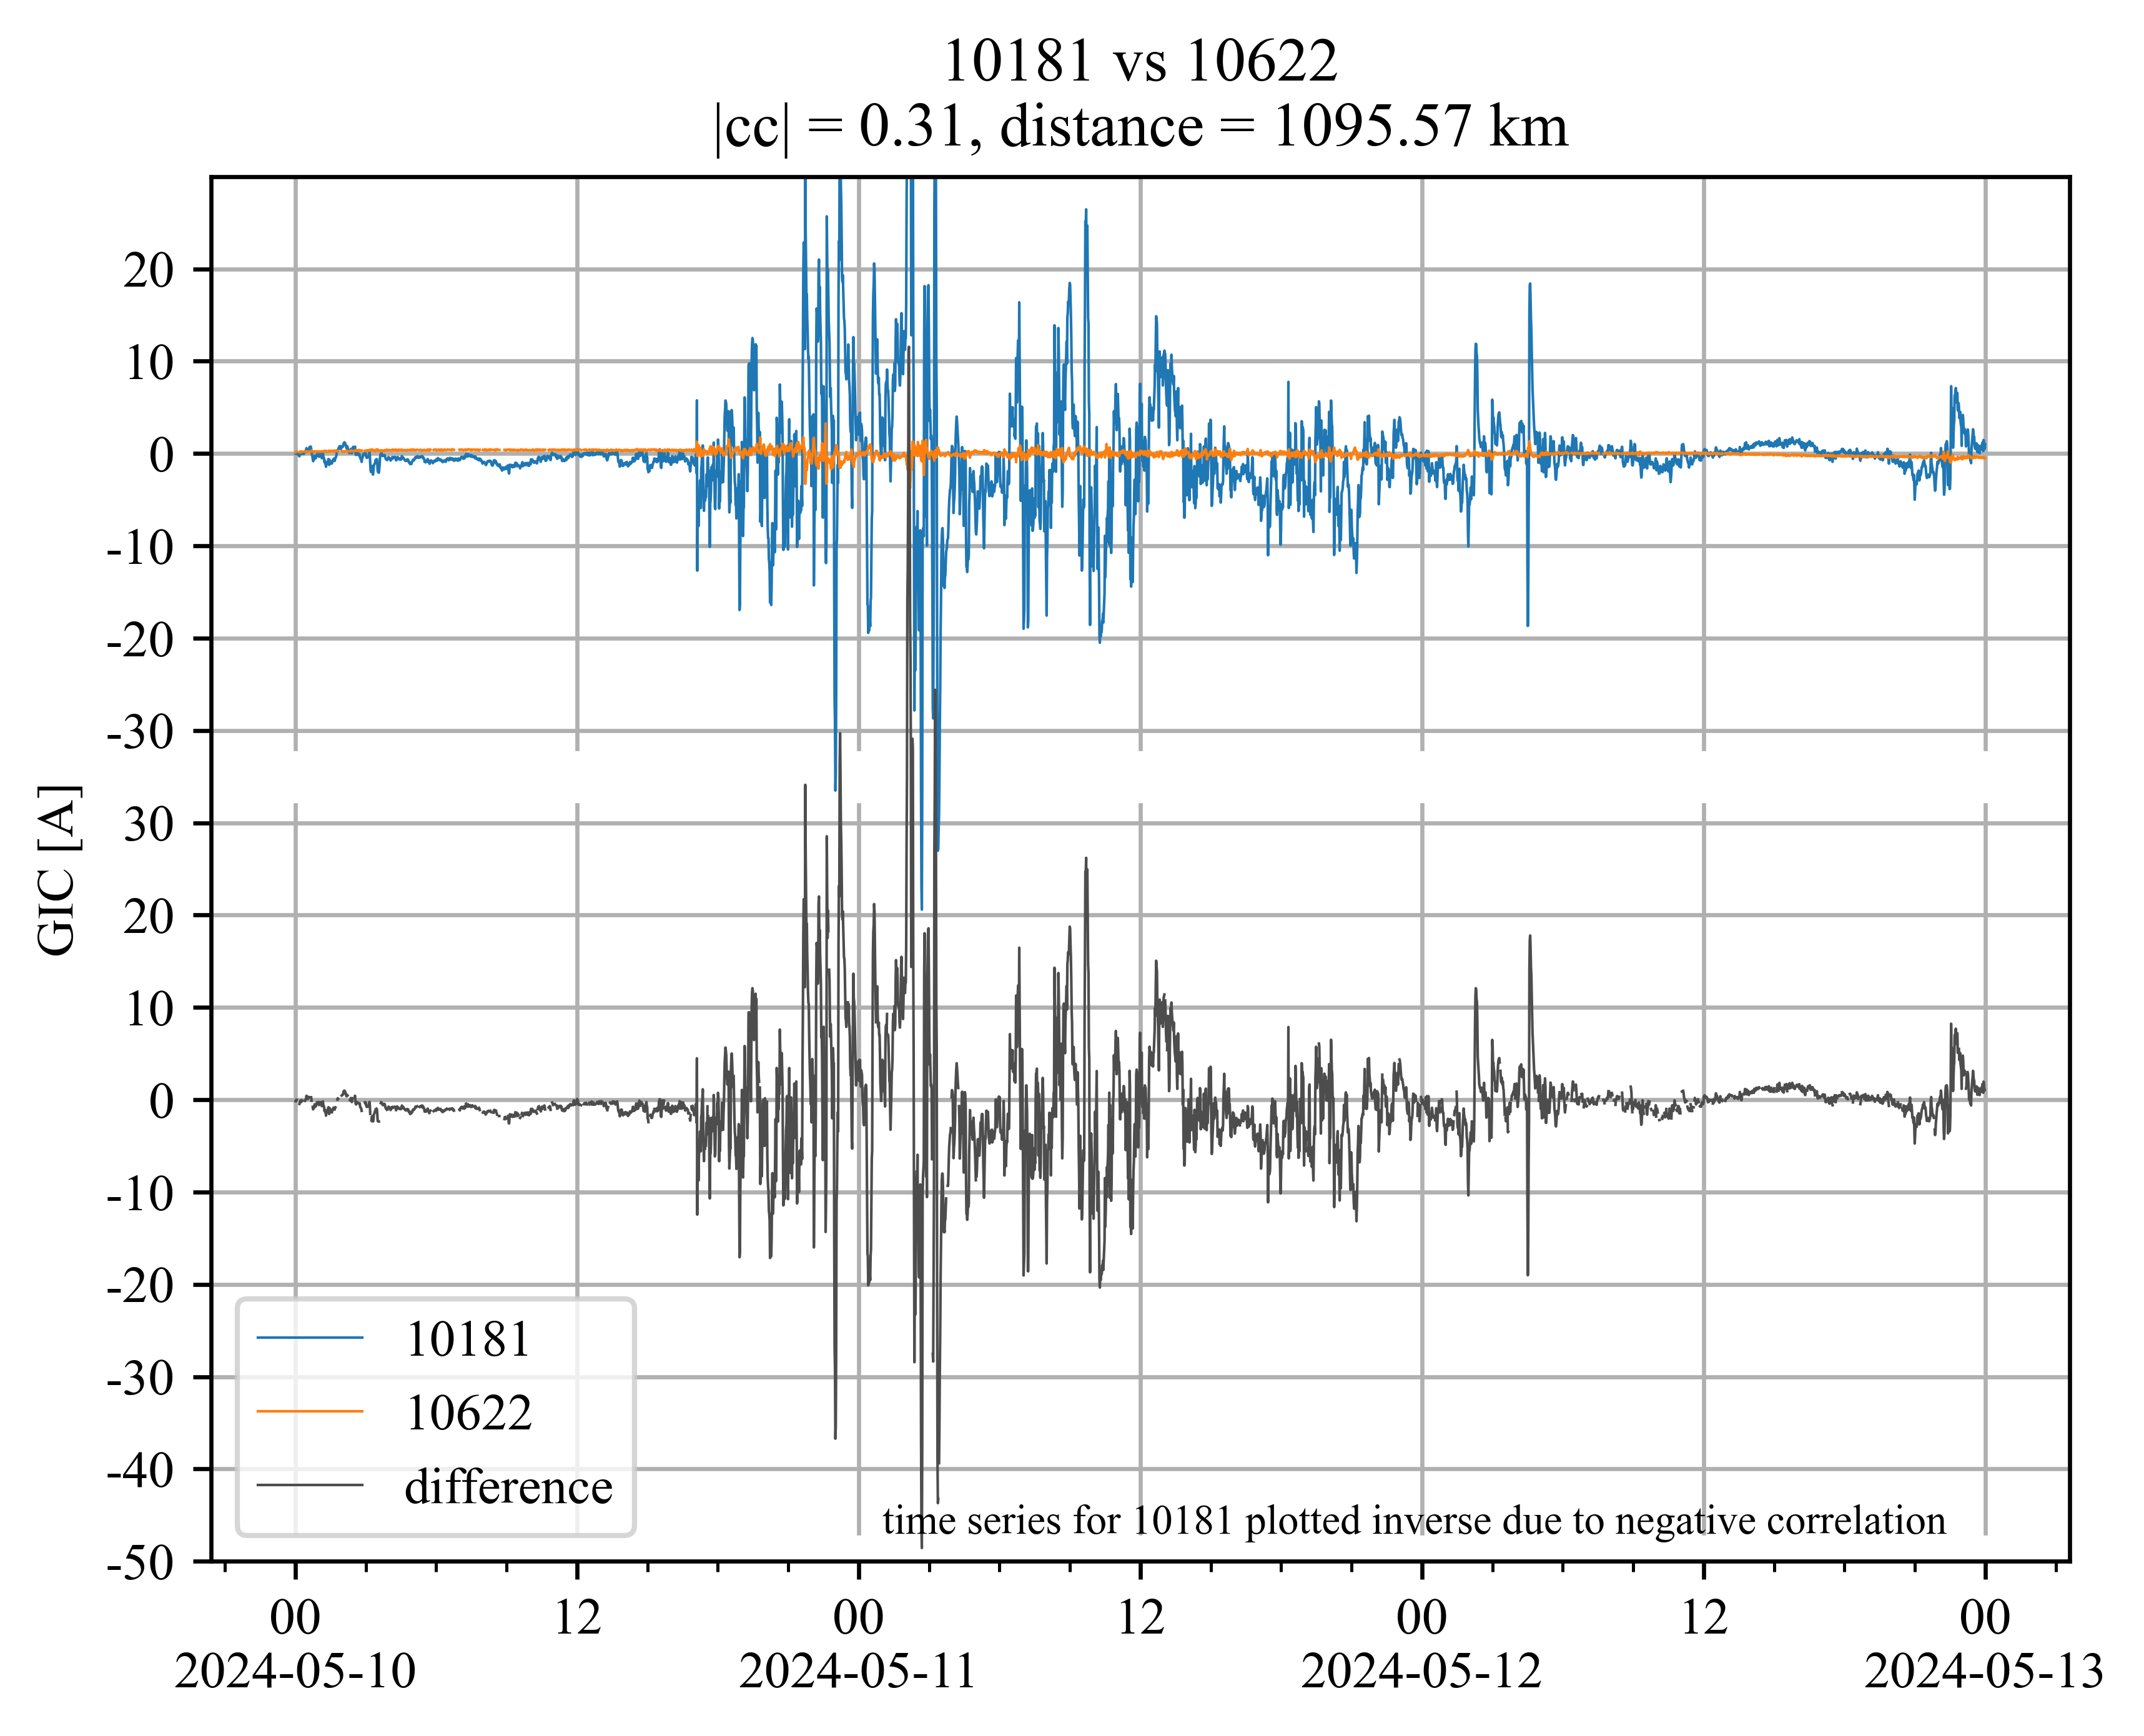 10181 vs 10622
|cc| = 0.31, distance = 1095.57 km
GIC [A]
20
10
0
-10
-20
-30
30
20
10
0
-10
-20
-30
-40
-50
10181
10622
difference
time series for 10181 plotted inverse due to negative correlation
00 12 00 12 00 12 00
2024-05-10 2024-05-11 2024-05-12 2024-05-13